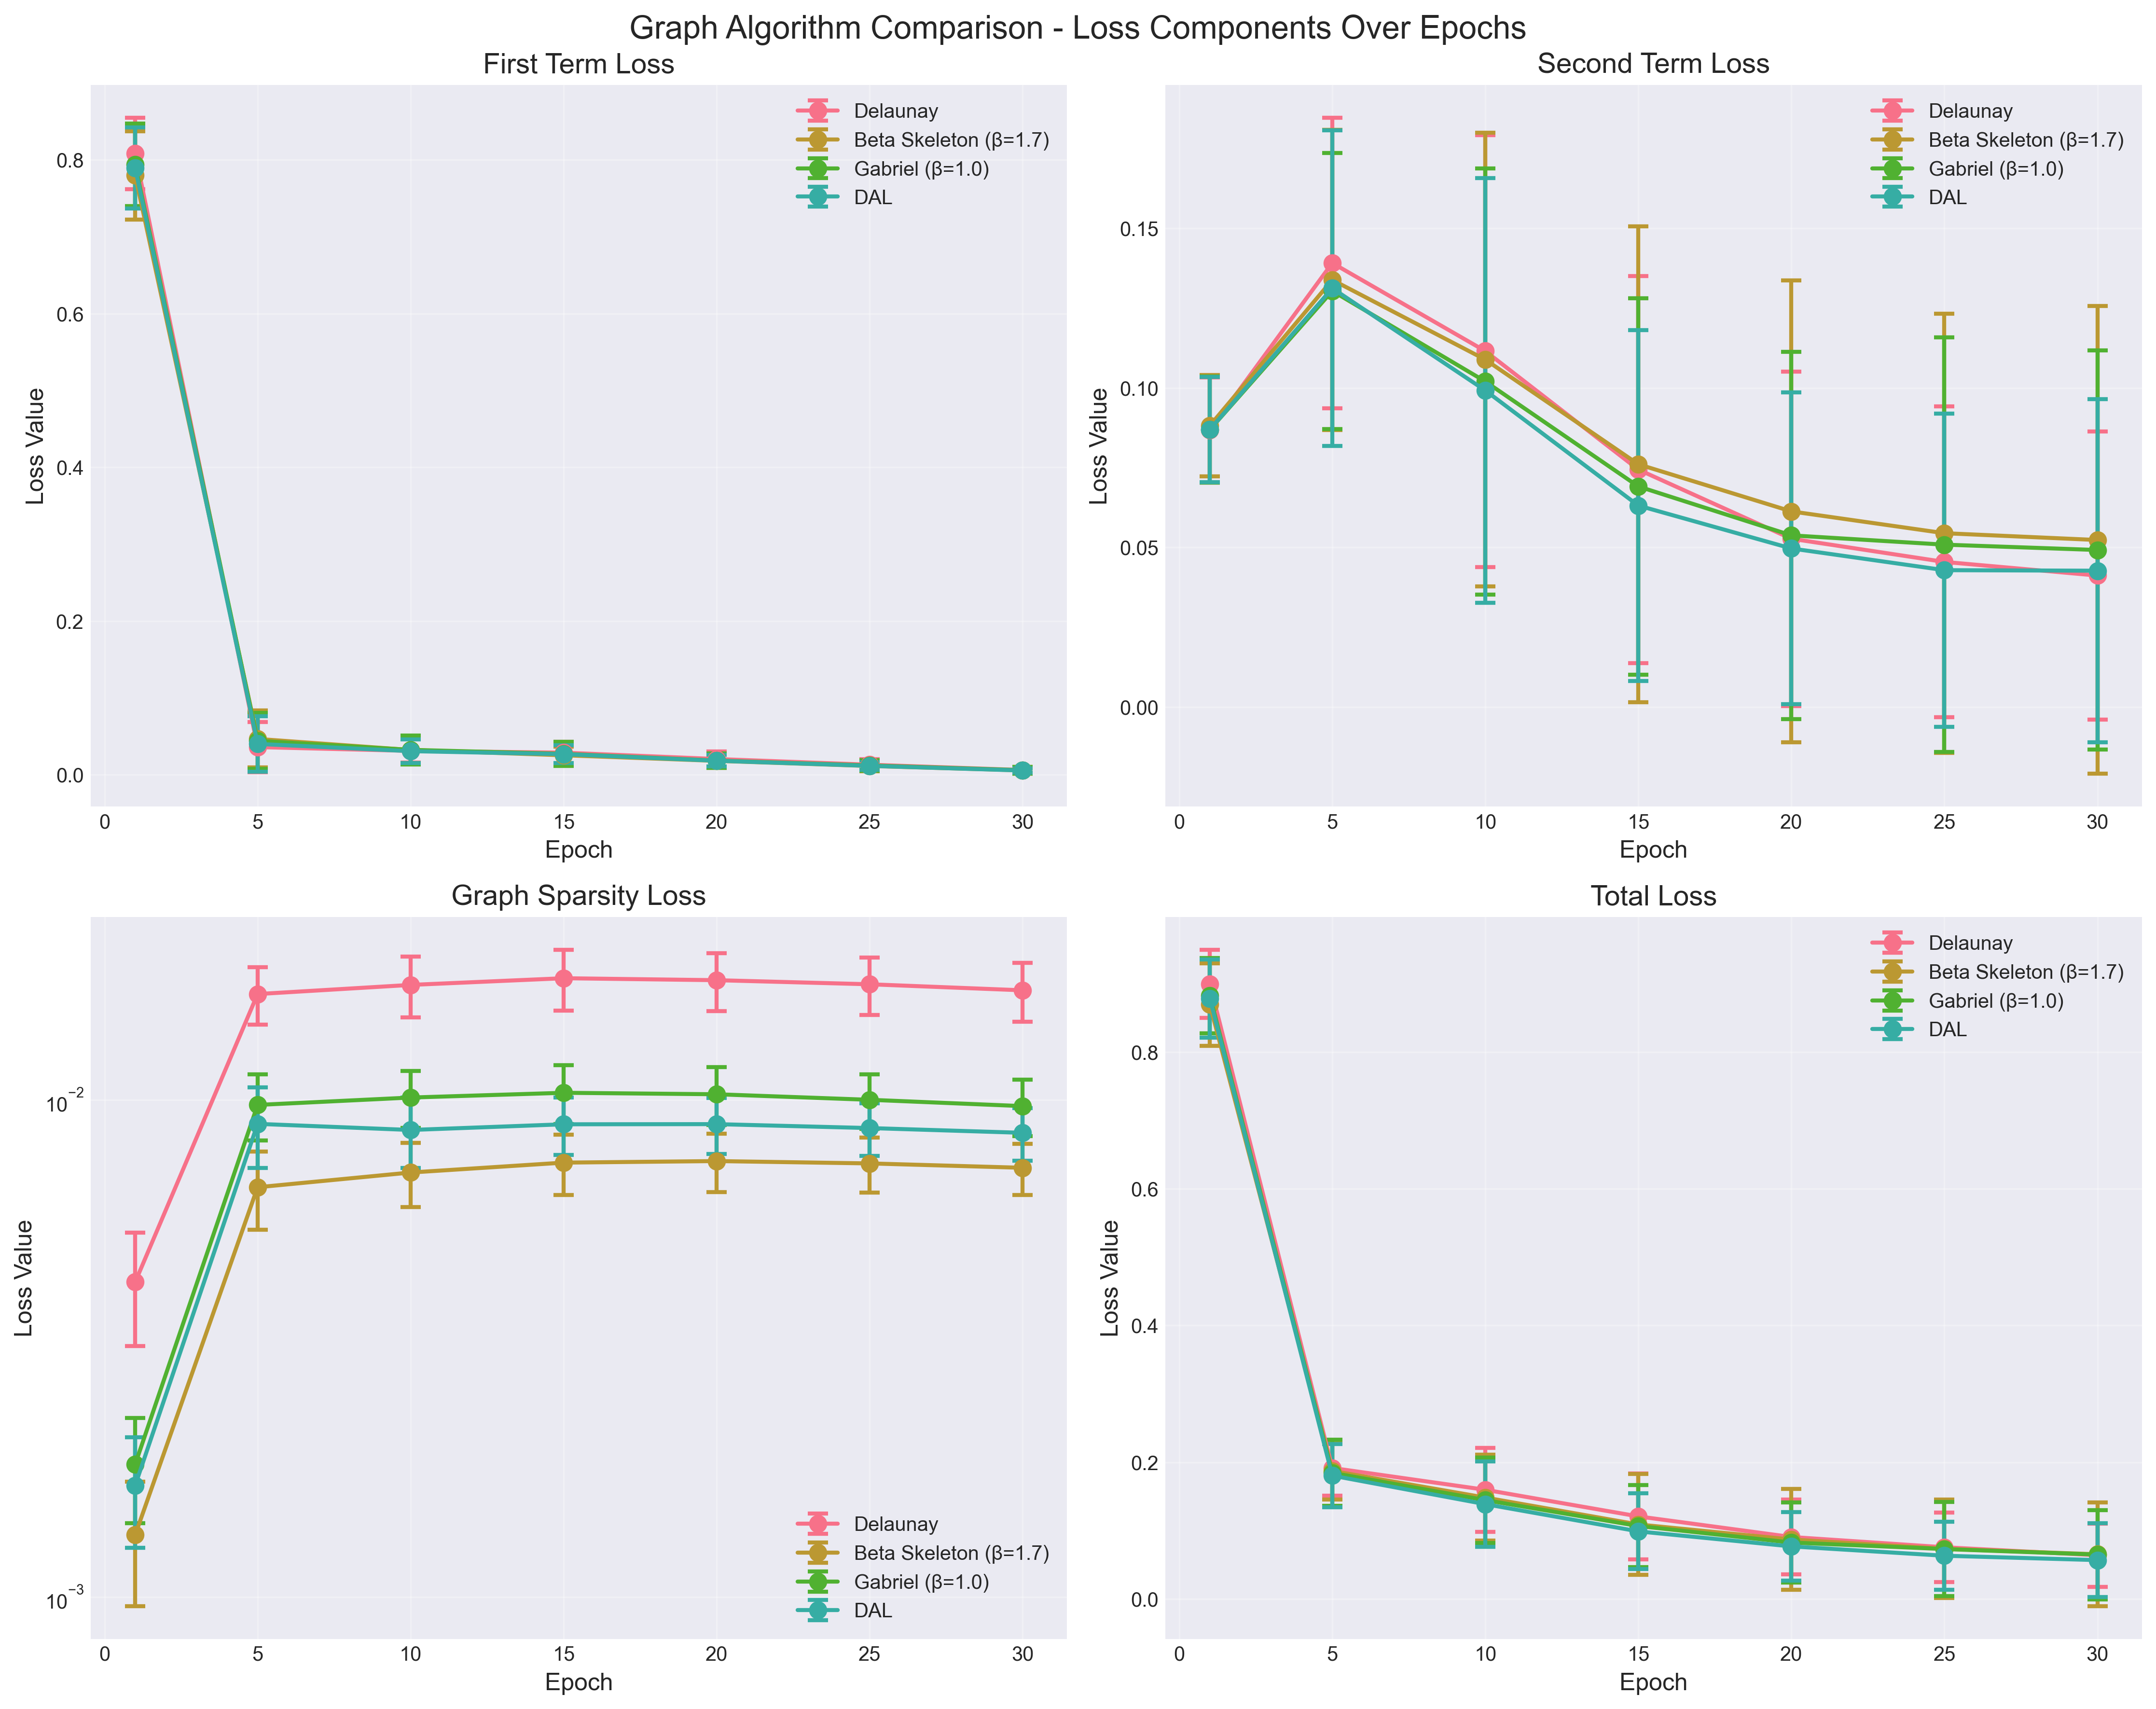 Graph Algorithm Comparison - Loss Components Over Epochs
First Term Loss
Loss Value
0.8
0.6
0.4
0.2
0.0
Delaunay
Beta Skeleton (β=1.7)
Gabriel (β=1.0)
DAL
0 5 10 15 20 25 30
Epoch
Second Term Loss
Loss Value
0.15
0.10
0.05
0.00
Delaunay
Beta Skeleton (β=1.7)
Gabriel (β=1.0)
DAL
0 5 10 15 20 25 30
Epoch
Graph Sparsity Loss
Loss Value
10⁻²
10⁻³
Delaunay
Beta Skeleton (β=1.7)
Gabriel (β=1.0)
DAL
0 5 10 15 20 25 30
Epoch
Total Loss
Loss Value
0.8
0.6
0.4
0.2
0.0
Delaunay
Beta Skeleton (β=1.7)
Gabriel (β=1.0)
DAL
0 5 10 15 20 25 30
Epoch